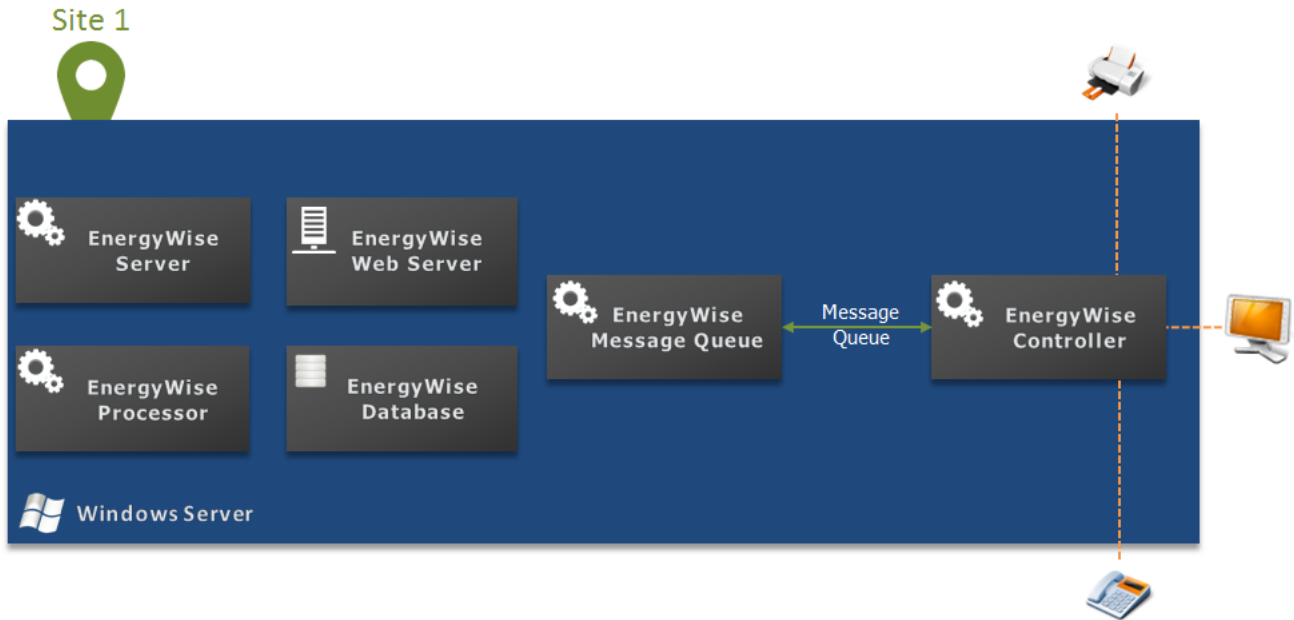 Site 1
EnergyWise
Server
EnergyWise
Web Server
EnergyWise
Processor
EnergyWise
Database
EnergyWise
Message Queue
Message
Queue
EnergyWise
Controller
Windows Server